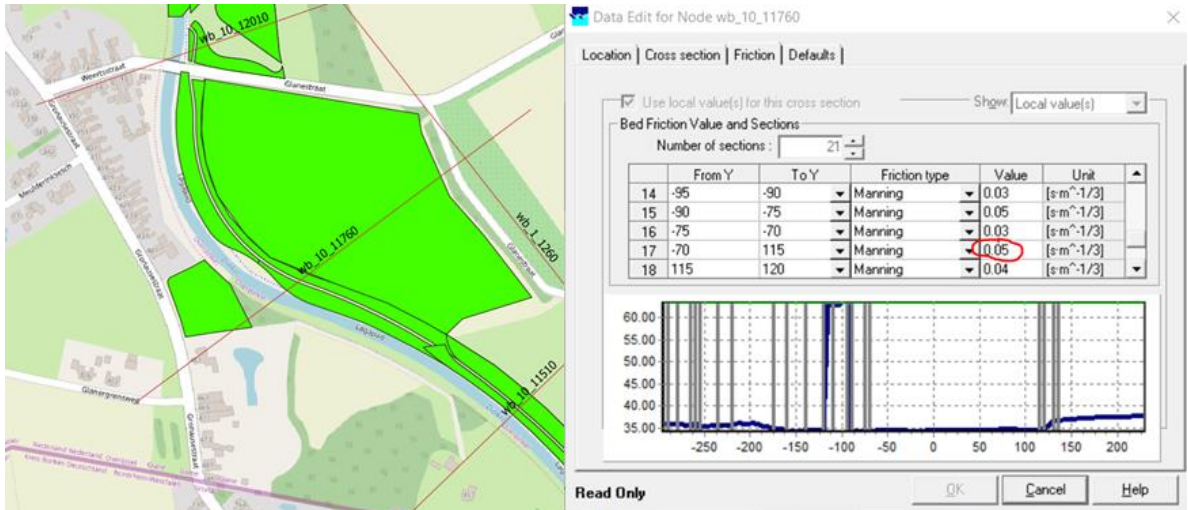 wb_10_12010
Weertsstraat
Glanestraat
Gronausestraat
Meulderinksesch
wb_10_11760
wb_1_1260
Glanestraat
Gronausestraat
Glanergrensweg
Gronausestraat
wb_10_11510
Data Edit for Node wb_10_11760
Location | Cross section | Friction | Defaults |
Use local value(s) for this cross section Show: Local value(s)
Bed Friction Value and Sections
Number of sections : 21
From Y To Y Friction type Value Unit
14 -95 -90 Manning 0.03 [s·m^-1/3]
15 -90 -75 Manning 0.05 [s·m^-1/3]
16 -75 -70 Manning 0.03 [s·m^-1/3]
17 -70 115 Manning 0.05 [s·m^-1/3]
18 115 120 Manning 0.04 [s·m^-1/3]
60.00
55.00
50.00
45.00
40.00
35.00
-250 -200 -150 -100 -50 0 50 100 150 200
Read Only OK Cancel Help